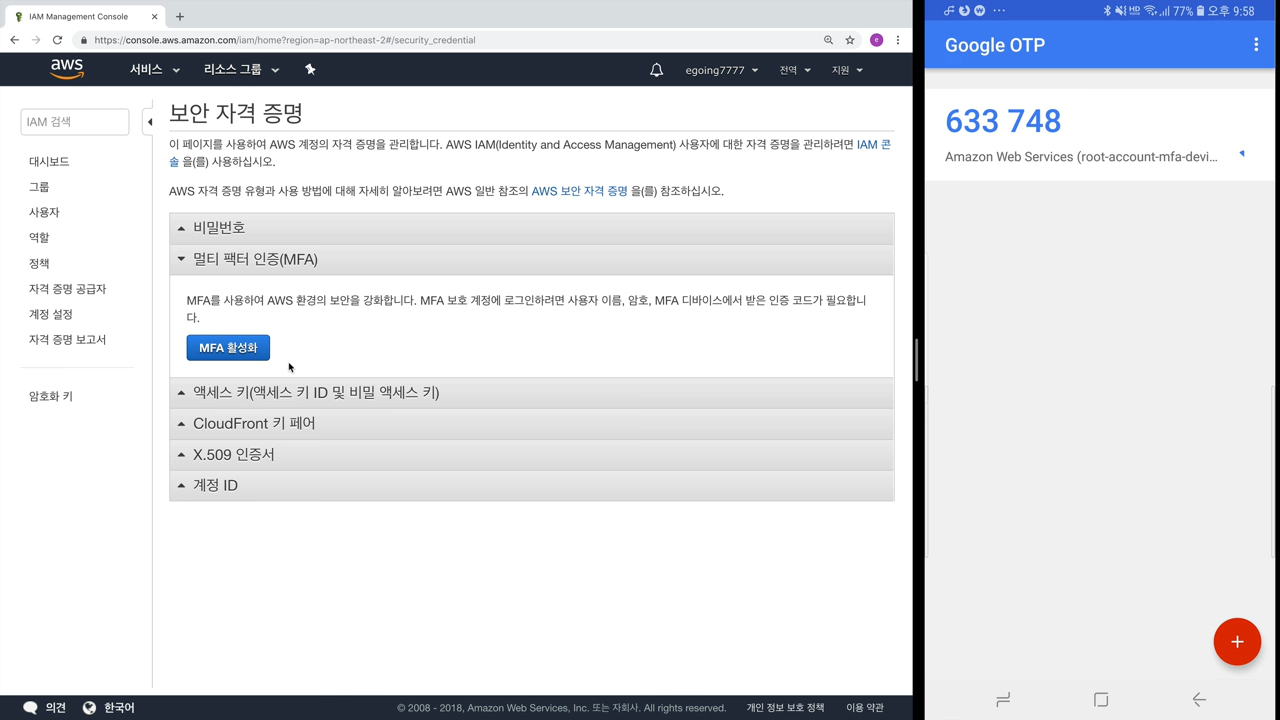 IAM Management Console
https://console.aws.amazon.com/iam/home?region=ap-northeast-2#/security_credential
e
aws
서비스
리소스 그룹
egoing7777
전역
지원
IAM 검색
대시보드
그룹
사용자
역할
정책
자격 증명 공급자
계정 설정
자격 증명 보고서
암호화 키
보안 자격 증명
이 페이지를 사용하여 AWS 계정의 자격 증명을 관리합니다. AWS IAM(Identity and Access Management) 사용자에 대한 자격 증명을 관리하려면 IAM 콘
솔 을(를) 사용하십시오.
AWS 자격 증명 유형과 사용 방법에 대해 자세히 알아보려면 AWS 일반 참조의 AWS 보안 자격 증명 을(를) 참조하십시오.
비밀번호
멀티 팩터 인증(MFA)
MFA를 사용하여 AWS 환경의 보안을 강화합니다. MFA 보호 계정에 로그인하려면 사용자 이름, 암호, MFA 디바이스에서 받은 인증 코드가 필요합니
다.
MFA 활성화
액세스 키(액세스 키 ID 및 비밀 액세스 키)
CloudFront 키 페어
X.509 인증서
계정 ID
의견
한국어
© 2008 - 2018, Amazon Web Services, Inc. 또는 자회사. All rights reserved.
개인 정보 보호 정책
이용 약관
77% 오후 9:58
Google OTP
633 748
Amazon Web Services (root-account-mfa-devi...